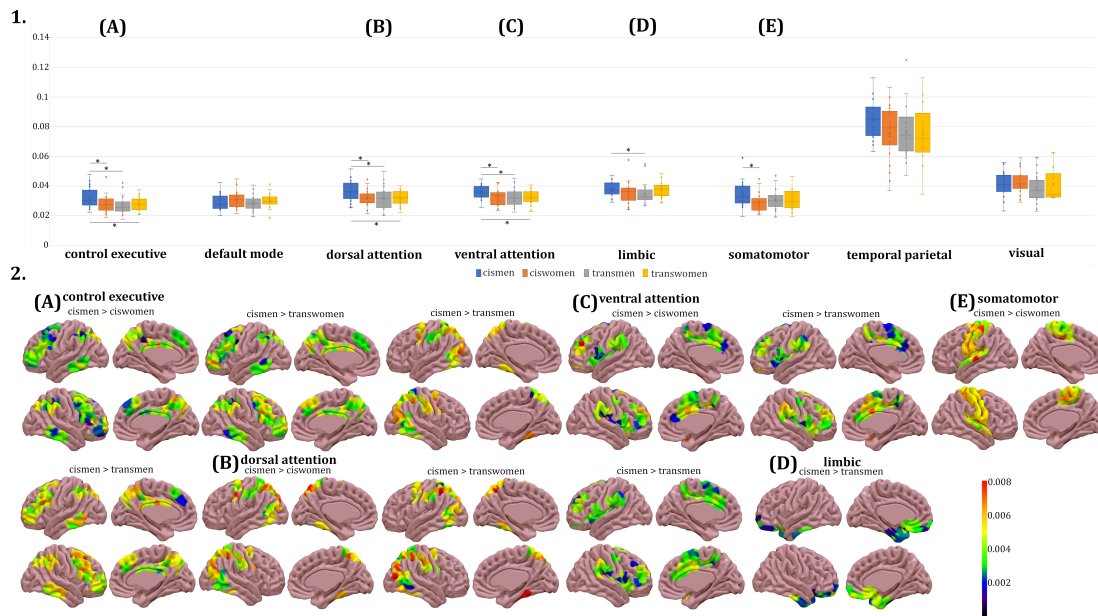 1.
(A) (B) (C) (D) (E)
0.14
0.12
0.1
0.08
0.06
0.04
0.02
0
* * * * * * * * * * *
control executive default mode dorsal attention ventral attention limbic somatomotor temporal parietal visual
cismen ciswomen transmen transwomen
2.
(A) control executive
cismen > ciswomen cismen > transwomen cismen > transmen
(C) ventral attention
cismen > ciswomen cismen > transwomen
(E) somatomotor
cismen > ciswomen
cismen > transmen
(B) dorsal attention
cismen > ciswomen cismen > transwomen cismen > transmen
(D) limbic
cismen > transmen
0.008
0.006
0.004
0.002